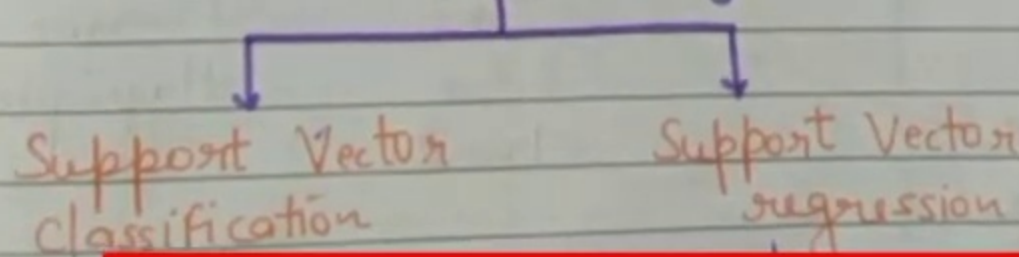 Support Vector
classification
Support Vector
regression